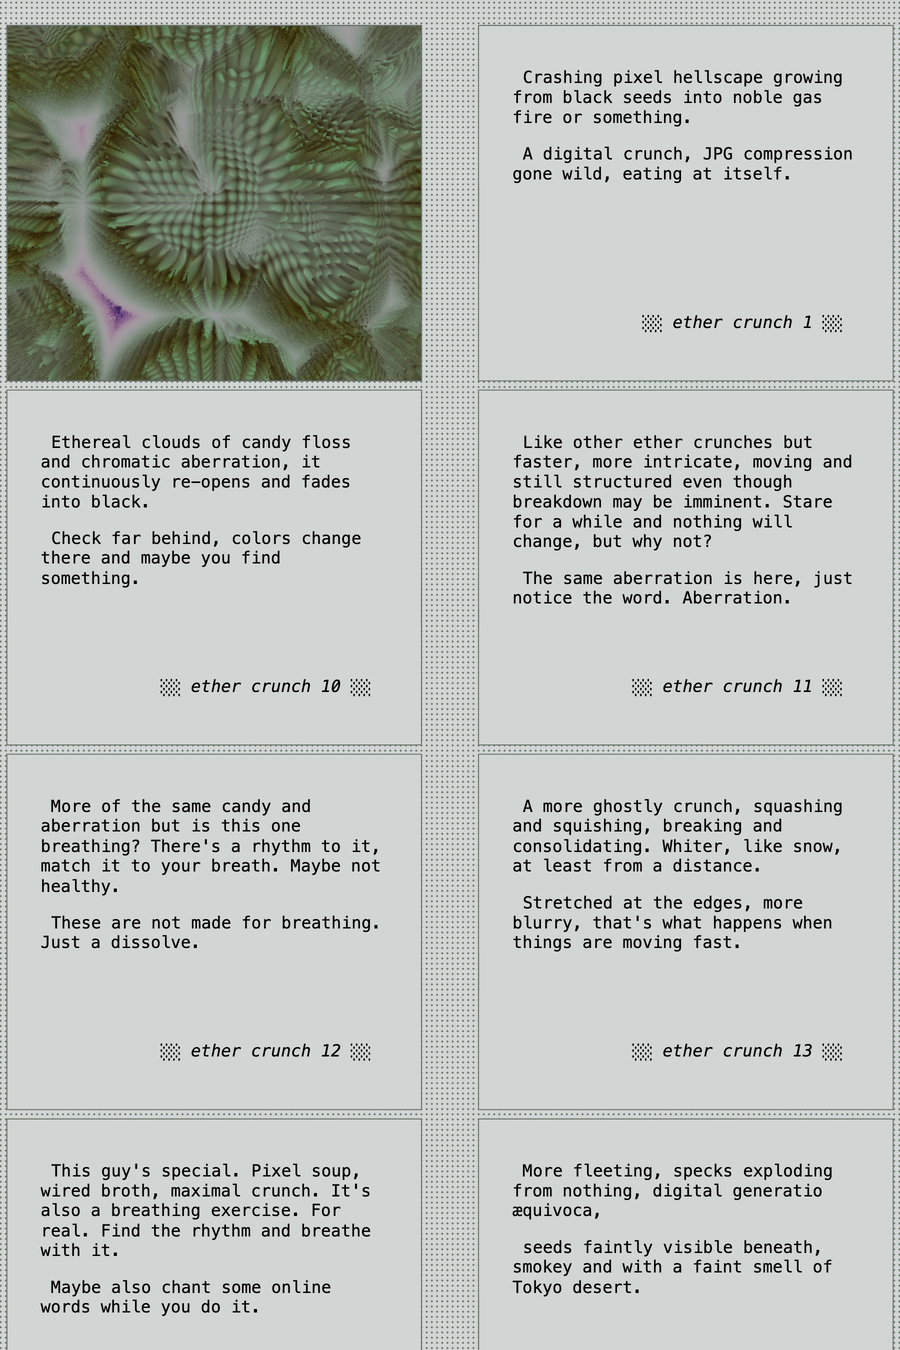 Crashing pixel hellscape growing
from black seeds into noble gas
fire or something.
A digital crunch, JPG compression
gone wild, eating at itself.
░░ ether crunch 1 ░░
Ethereal clouds of candy floss
and chromatic aberration, it
continuously re–opens and fades
into black.
Check far behind, colors change
there and maybe you find
something.
░░ ether crunch 10 ░░
Like other ether crunches but
faster, more intricate, moving and
still structured even though
breakdown may be imminent. Stare
for a while and nothing will
change, but why not?
The same aberration is here, just
notice the word. Aberration.
░░ ether crunch 11 ░░
More of the same candy and
aberration but is this one
breathing? There's a rhythm to it,
match it to your breath. Maybe not
healthy.
These are not made for breathing.
Just a dissolve.
░░ ether crunch 12 ░░
A more ghostly crunch, squashing
and squishing, breaking and
consolidating. Whiter, like snow,
at least from a distance.
Stretched at the edges, more
blurry, that's what happens when
things are moving fast.
░░ ether crunch 13 ░░
This guy's special. Pixel soup,
wired broth, maximal crunch. It's
also a breathing exercise. For
real. Find the rhythm and breathe
with it.
Maybe also chant some online
words while you do it.
More fleeting, specks exploding
from nothing, digital generatio
æquivoca,
seeds faintly visible beneath,
smokey and with a faint smell of
Tokyo desert.